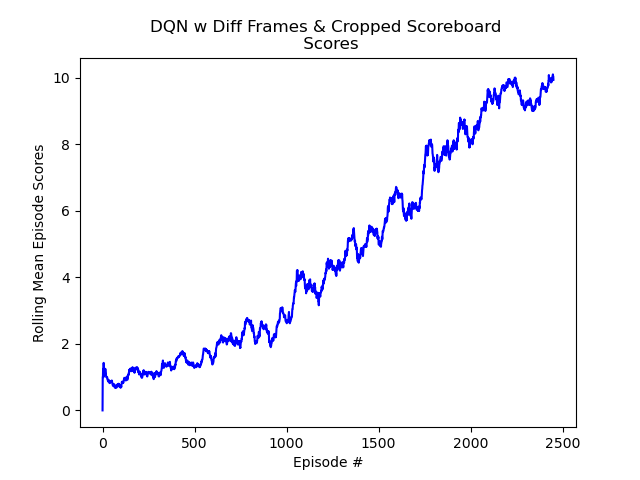 DQN w Diff Frames & Cropped Scoreboard
Scores
Rolling Mean Episode Scores
10
8
6
4
2
0
0 500 1000 1500 2000 2500
Episode #